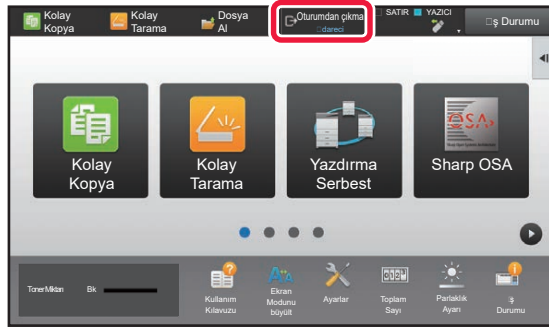 Kolay
Kopya
Kolay
Tarama
Dosya
Al
Oturumdan çıkma
dareci
SATIR
YAZICI
ş Durumu
Kolay
Kopya
Kolay
Tarama
Yazdırma
Serbest
OSA
Sharp OSA
Toner Miktarı Bk
Kullanım
Kılavuzu
Ekran
Modunu
büyült
Ayarlar
Toplam
Sayı
Parlaklık
Ayarı
ş
Durumu